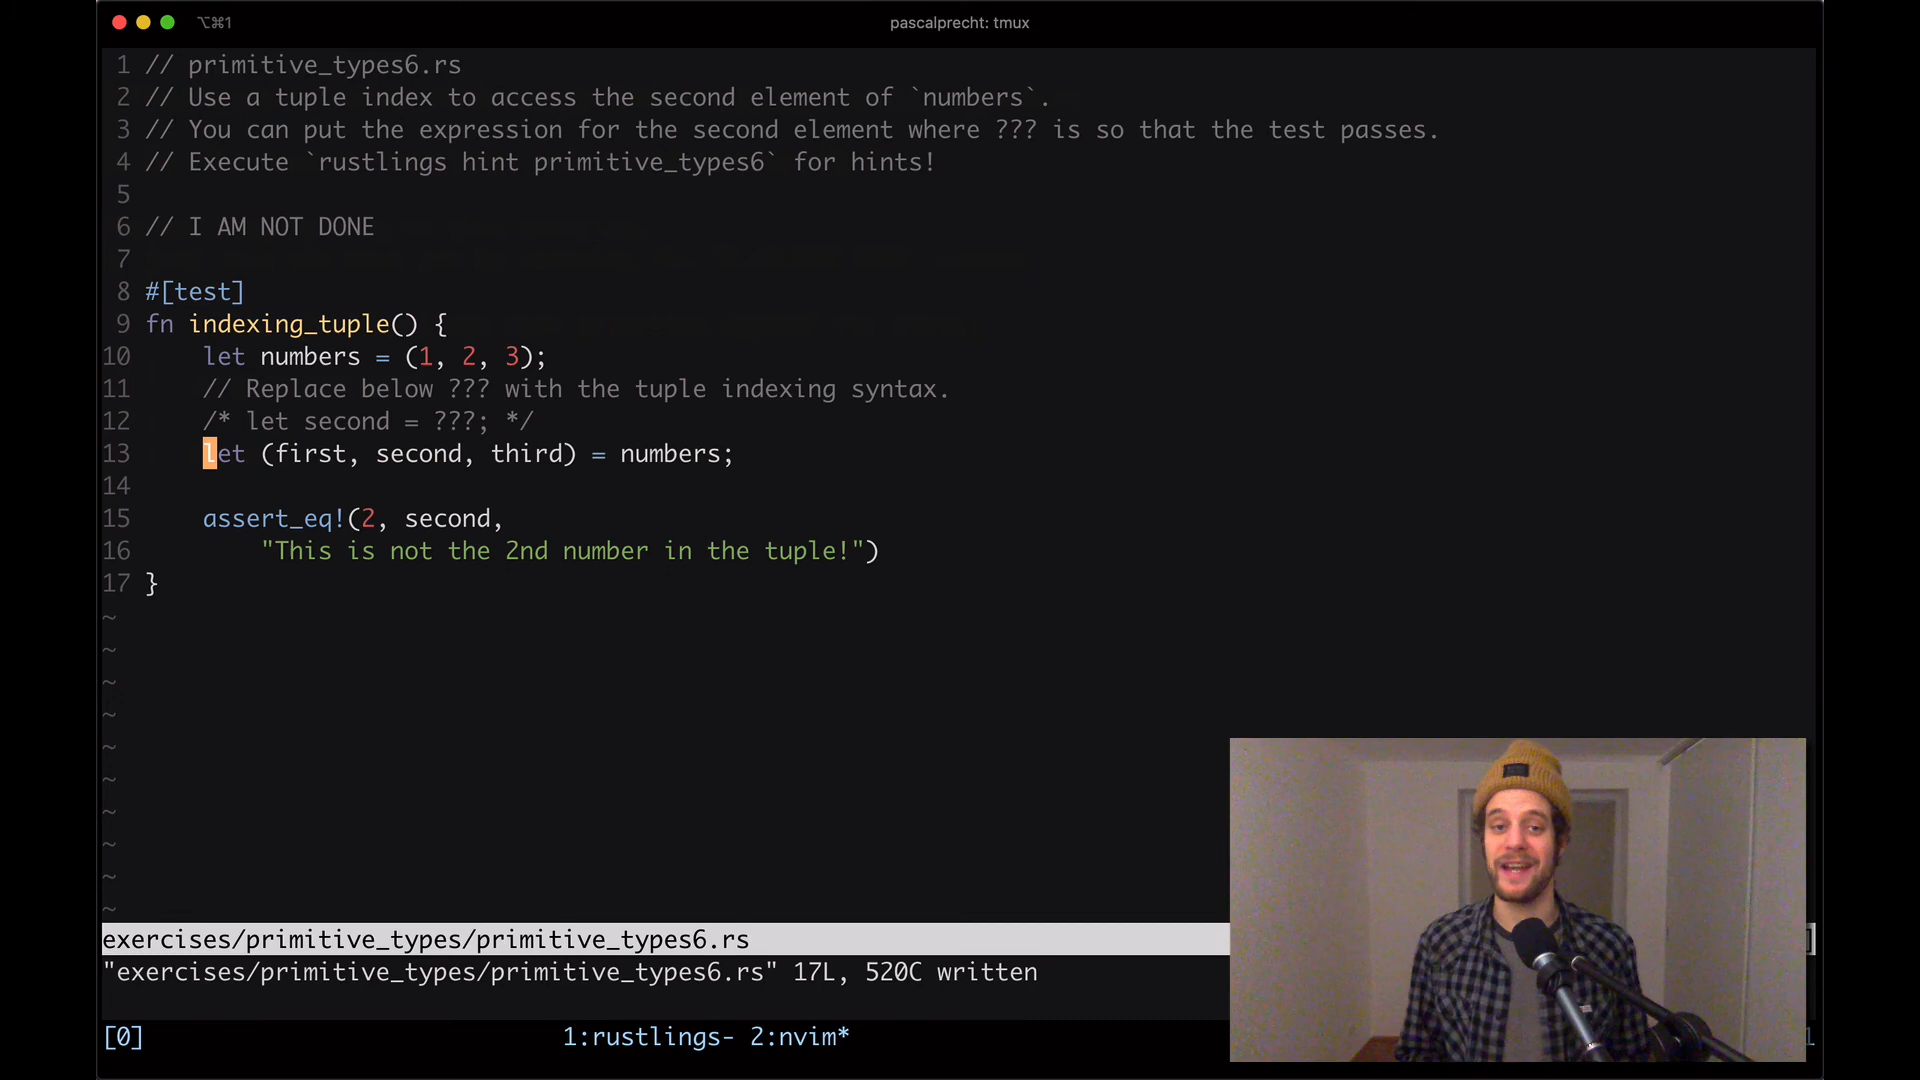 ⌥⌘1
pascalprecht: tmux
1 // primitive_types6.rs
2 // Use a tuple index to access the second element of `numbers`.
3 // You can put the expression for the second element where ??? is so that the test passes.
4 // Execute `rustlings hint primitive_types6` for hints!
5
6 // I AM NOT DONE
7
8 #[test]
9 fn indexing_tuple() {
10 let numbers = (1, 2, 3);
11 // Replace below ??? with the tuple indexing syntax.
12 /* let second = ???; */
13 let (first, second, third) = numbers;
14
15 assert_eq!(2, second,
16 "This is not the 2nd number in the tuple!")
17 }
~
~
~
~
~
~
~
~
~
~
exercises/primitive_types/primitive_types6.rs
"exercises/primitive_types/primitive_types6.rs" 17L, 520C written
[0] 1:rustlings- 2:nvim*